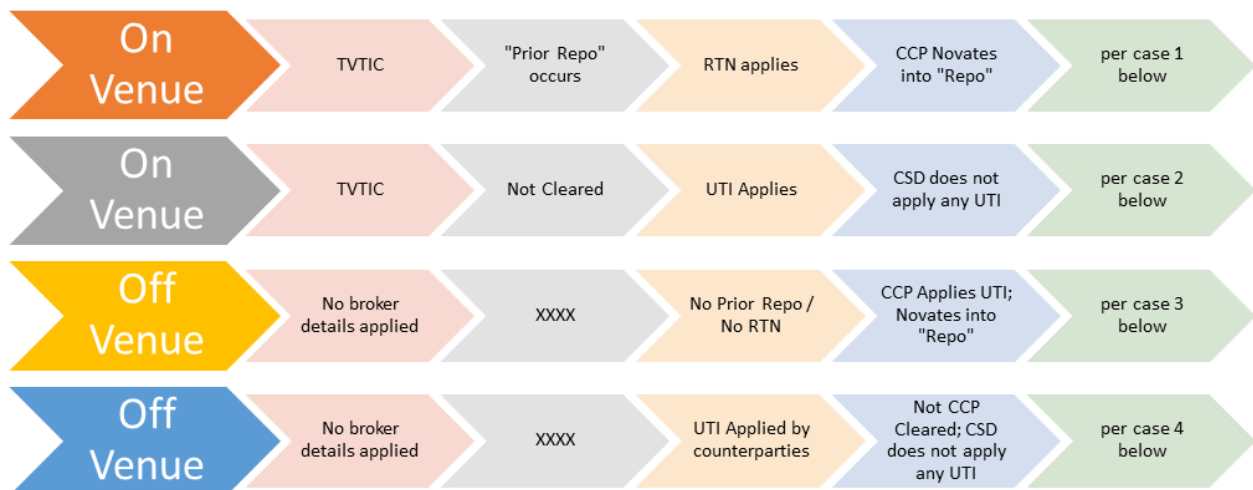 On
Venue
TVTIC
"Prior Repo"
occurs
RTN applies
CCP Novates
into "Repo"
per case 1
below
On
Venue
TVTIC
Not Cleared
UTI Applies
CSD does not
apply any UTI
per case 2
below
Off
Venue
No broker
details applied
XXXX
No Prior Repo /
No RTN
CCP Applies UTI;
Novates into
"Repo"
per case 3
below
Off
Venue
No broker
details applied
XXXX
UTI Applied by
counterparties
Not CCP
Cleared; CSD
does not apply
any UTI
per case 4
below